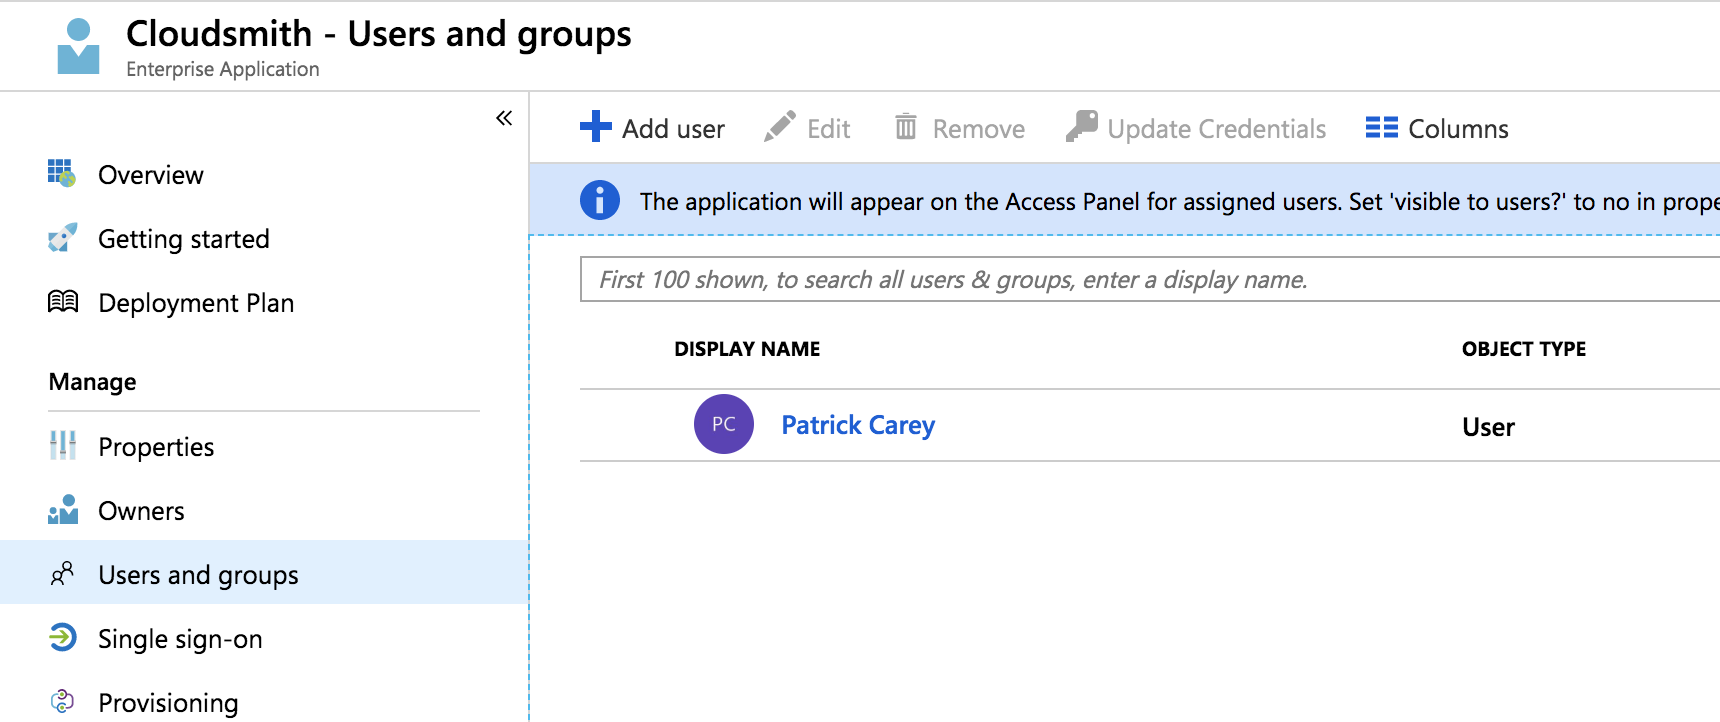 Cloudsmith - Users and groups
Enterprise Application
«
Overview
Getting started
Deployment Plan
Manage
Properties
Owners
Users and groups
Single sign-on
Provisioning
Add user Edit Remove Update Credentials Columns
The application will appear on the Access Panel for assigned users. Set 'visible to users?' to no in prope
First 100 shown, to search all users & groups, enter a display name.
DISPLAY NAME OBJECT TYPE
PC Patrick Carey User